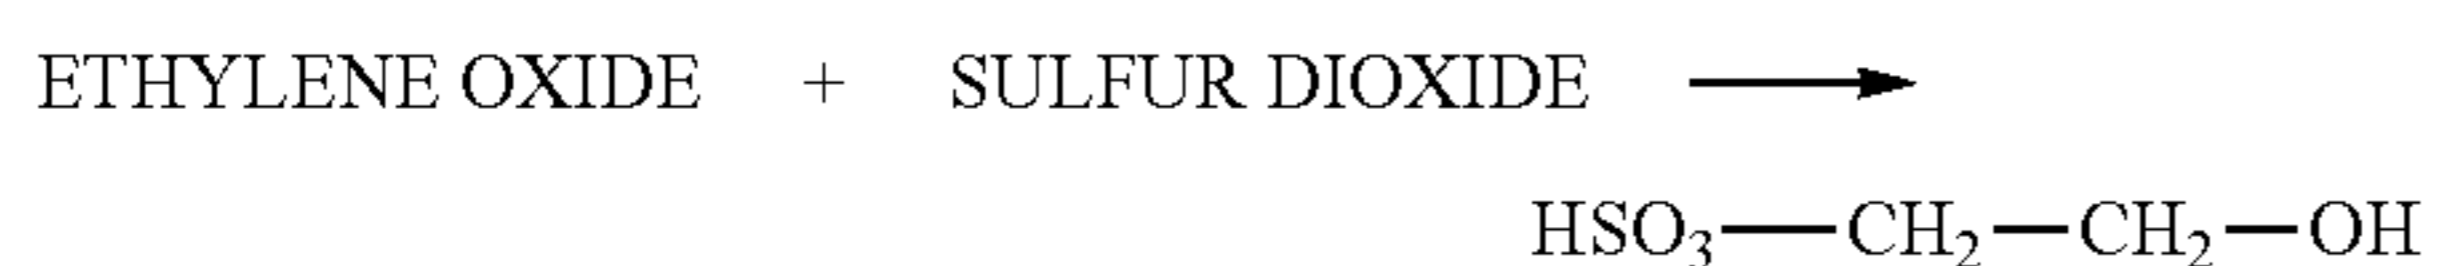 ETHYLENE OXIDE + SULFUR DIOXIDE ⟶
HSO₃—CH₂—CH₂—OH